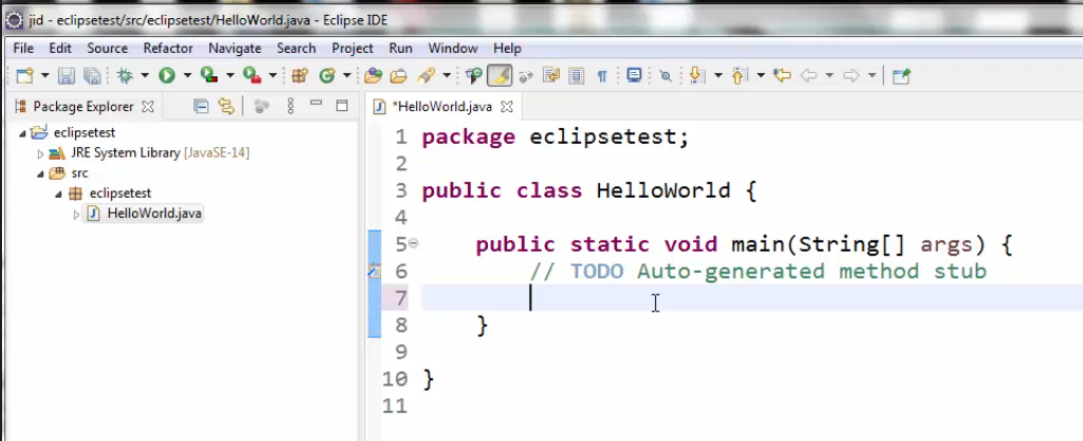 jid - eclipsetest/src/eclipsetest/HelloWorld.java - Eclipse IDE
File Edit Source Refactor Navigate Search Project Run Window Help
Package Explorer
eclipsetest
JRE System Library [JavaSE-14]
src
eclipsetest
HelloWorld.java
*HelloWorld.java
1 package eclipsetest;
2
3 public class HelloWorld {
4
5 public static void main(String[] args) {
6 // TODO Auto-generated method stub
7
8 }
9
10 }
11